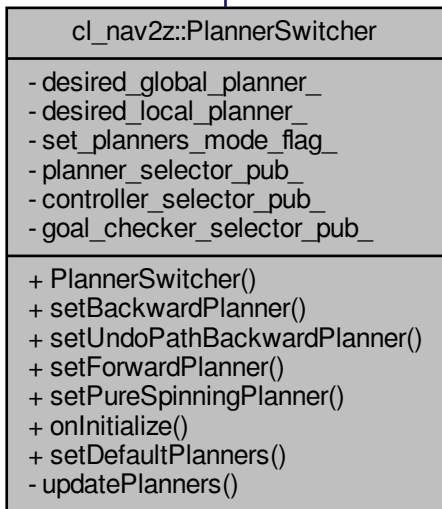 cl_nav2z::PlannerSwitcher
- desired_global_planner_
- desired_local_planner_
- set_planners_mode_flag_
- planner_selector_pub_
- controller_selector_pub_
- goal_checker_selector_pub_
+ PlannerSwitcher()
+ setBackwardPlanner()
+ setUndoPathBackwardPlanner()
+ setForwardPlanner()
+ setPureSpinningPlanner()
+ onInitialize()
+ setDefaultPlanners()
- updatePlanners()